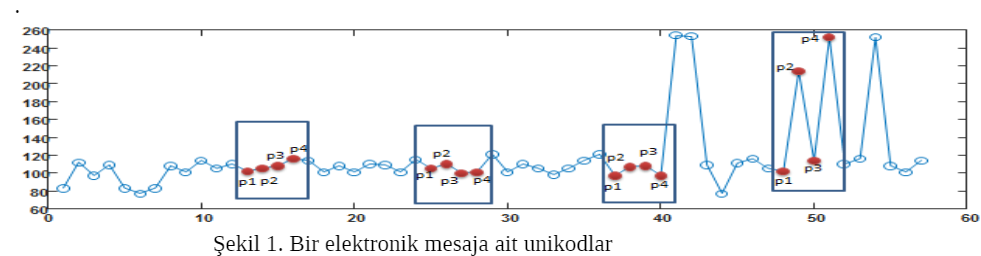 .
260
240
220
200
180
160
140
120
100
80
60
p1 p2 p3 p4
p1 p2 p3 p4
p1 p2 p3 p4
p1 p2 p3 p4
0 10 20 30 40 50 60
Şekil 1. Bir elektronik mesaja ait unikodlar